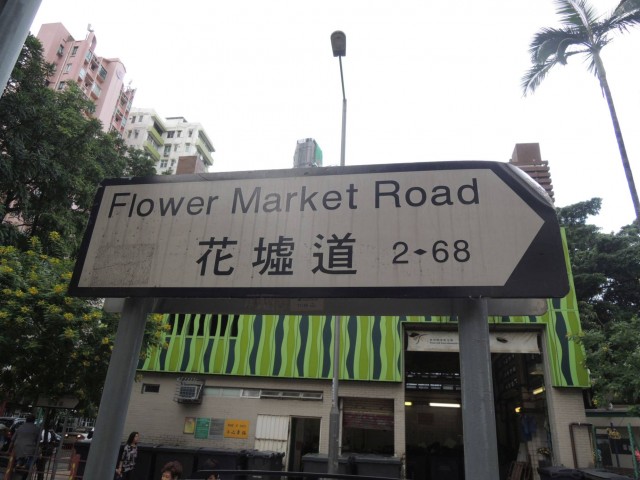 Flower Market Road
花墟道 2-68